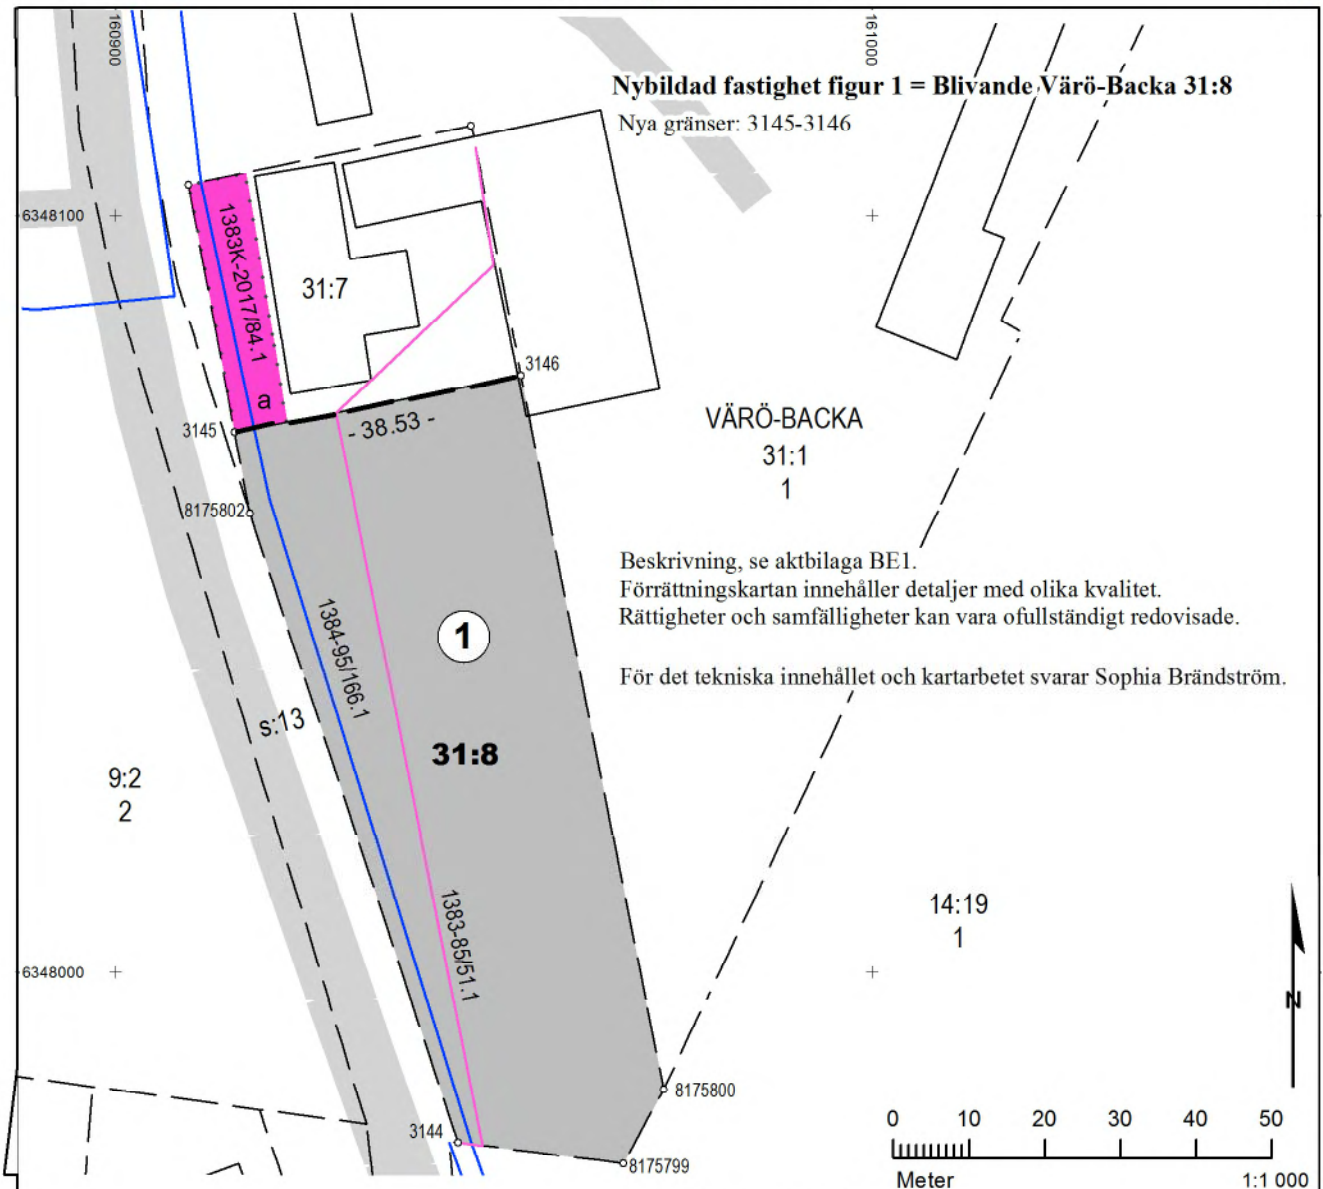 160900
161000
Nybildad fastighet figur 1 = Blivande Värö-Backa 31:8
Nya gränser: 3145-3146
6348100
1383K-2017/84.1
a
31:7
3146
3145
- 38.53 -
VÄRÖ-BACKA
31:1
1
8175802
Beskrivning, se aktbilaga BE1.
Förrättningskartan innehåller detaljer med olika kvalitet.
Rättigheter och samfälligheter kan vara ofullständigt redovisade.
För det tekniska innehållet och kartarbetet svarar Sophia Brändström.
1384-95/166.1
1
s:13
31:8
9:2
2
1383-85/51.1
14:19
1
6348000
N
8175800
3144
8175799
0 10 20 30 40 50
Meter 1:1 000